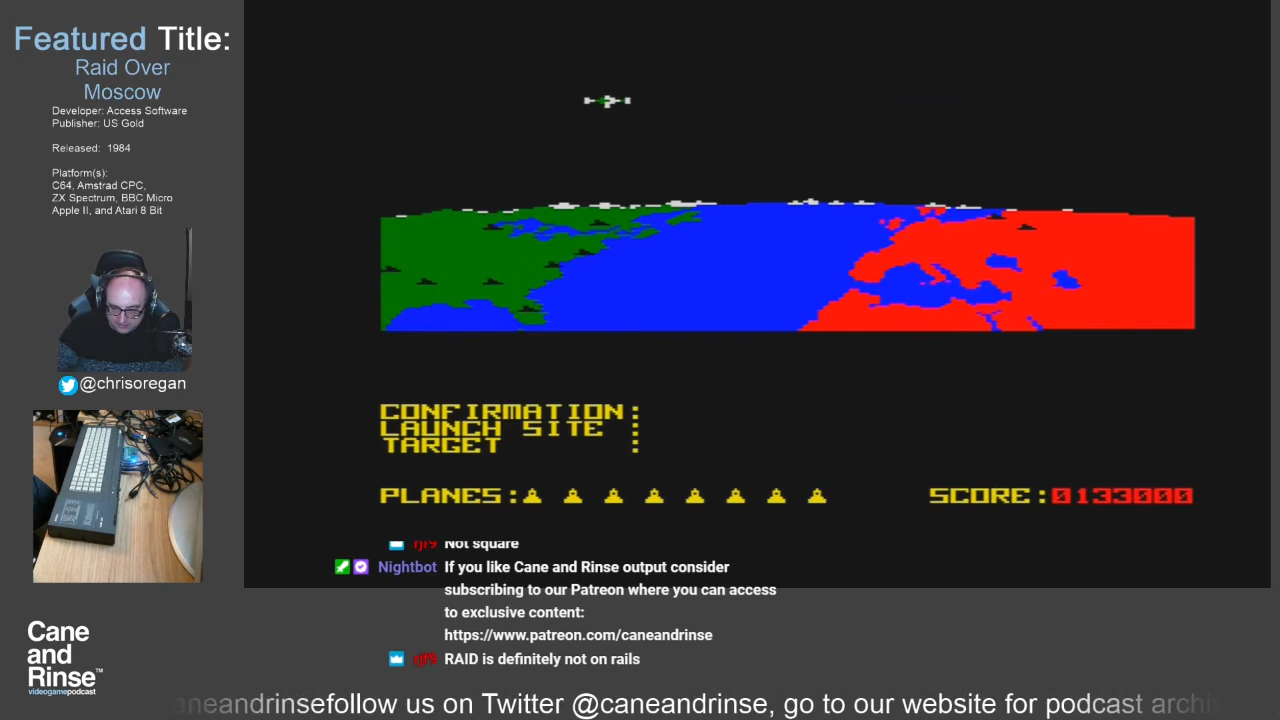 Featured Title:
Raid Over
Moscow
Developer: Access Software
Publisher: US Gold
Released: 1984
Platform(s):
C64, Amstrad CPC,
ZX Spectrum, BBC Micro
Apple II, and Atari 8 Bit
@chrisoregan
Cane
and
Rinse™
videogamepodcast
CONFIRMATION:
LAUNCH SITE :
TARGET :
PLANES: SCORE:0133000
Not square
Nightbot If you like Cane and Rinse output consider
subscribing to our Patreon where you can access
to exclusive content:
https://www.patreon.com/caneandrinse
RAID is definitely not on rails
aneandrinsefollow us on Twitter @caneandrinse, go to our website for podcast arch